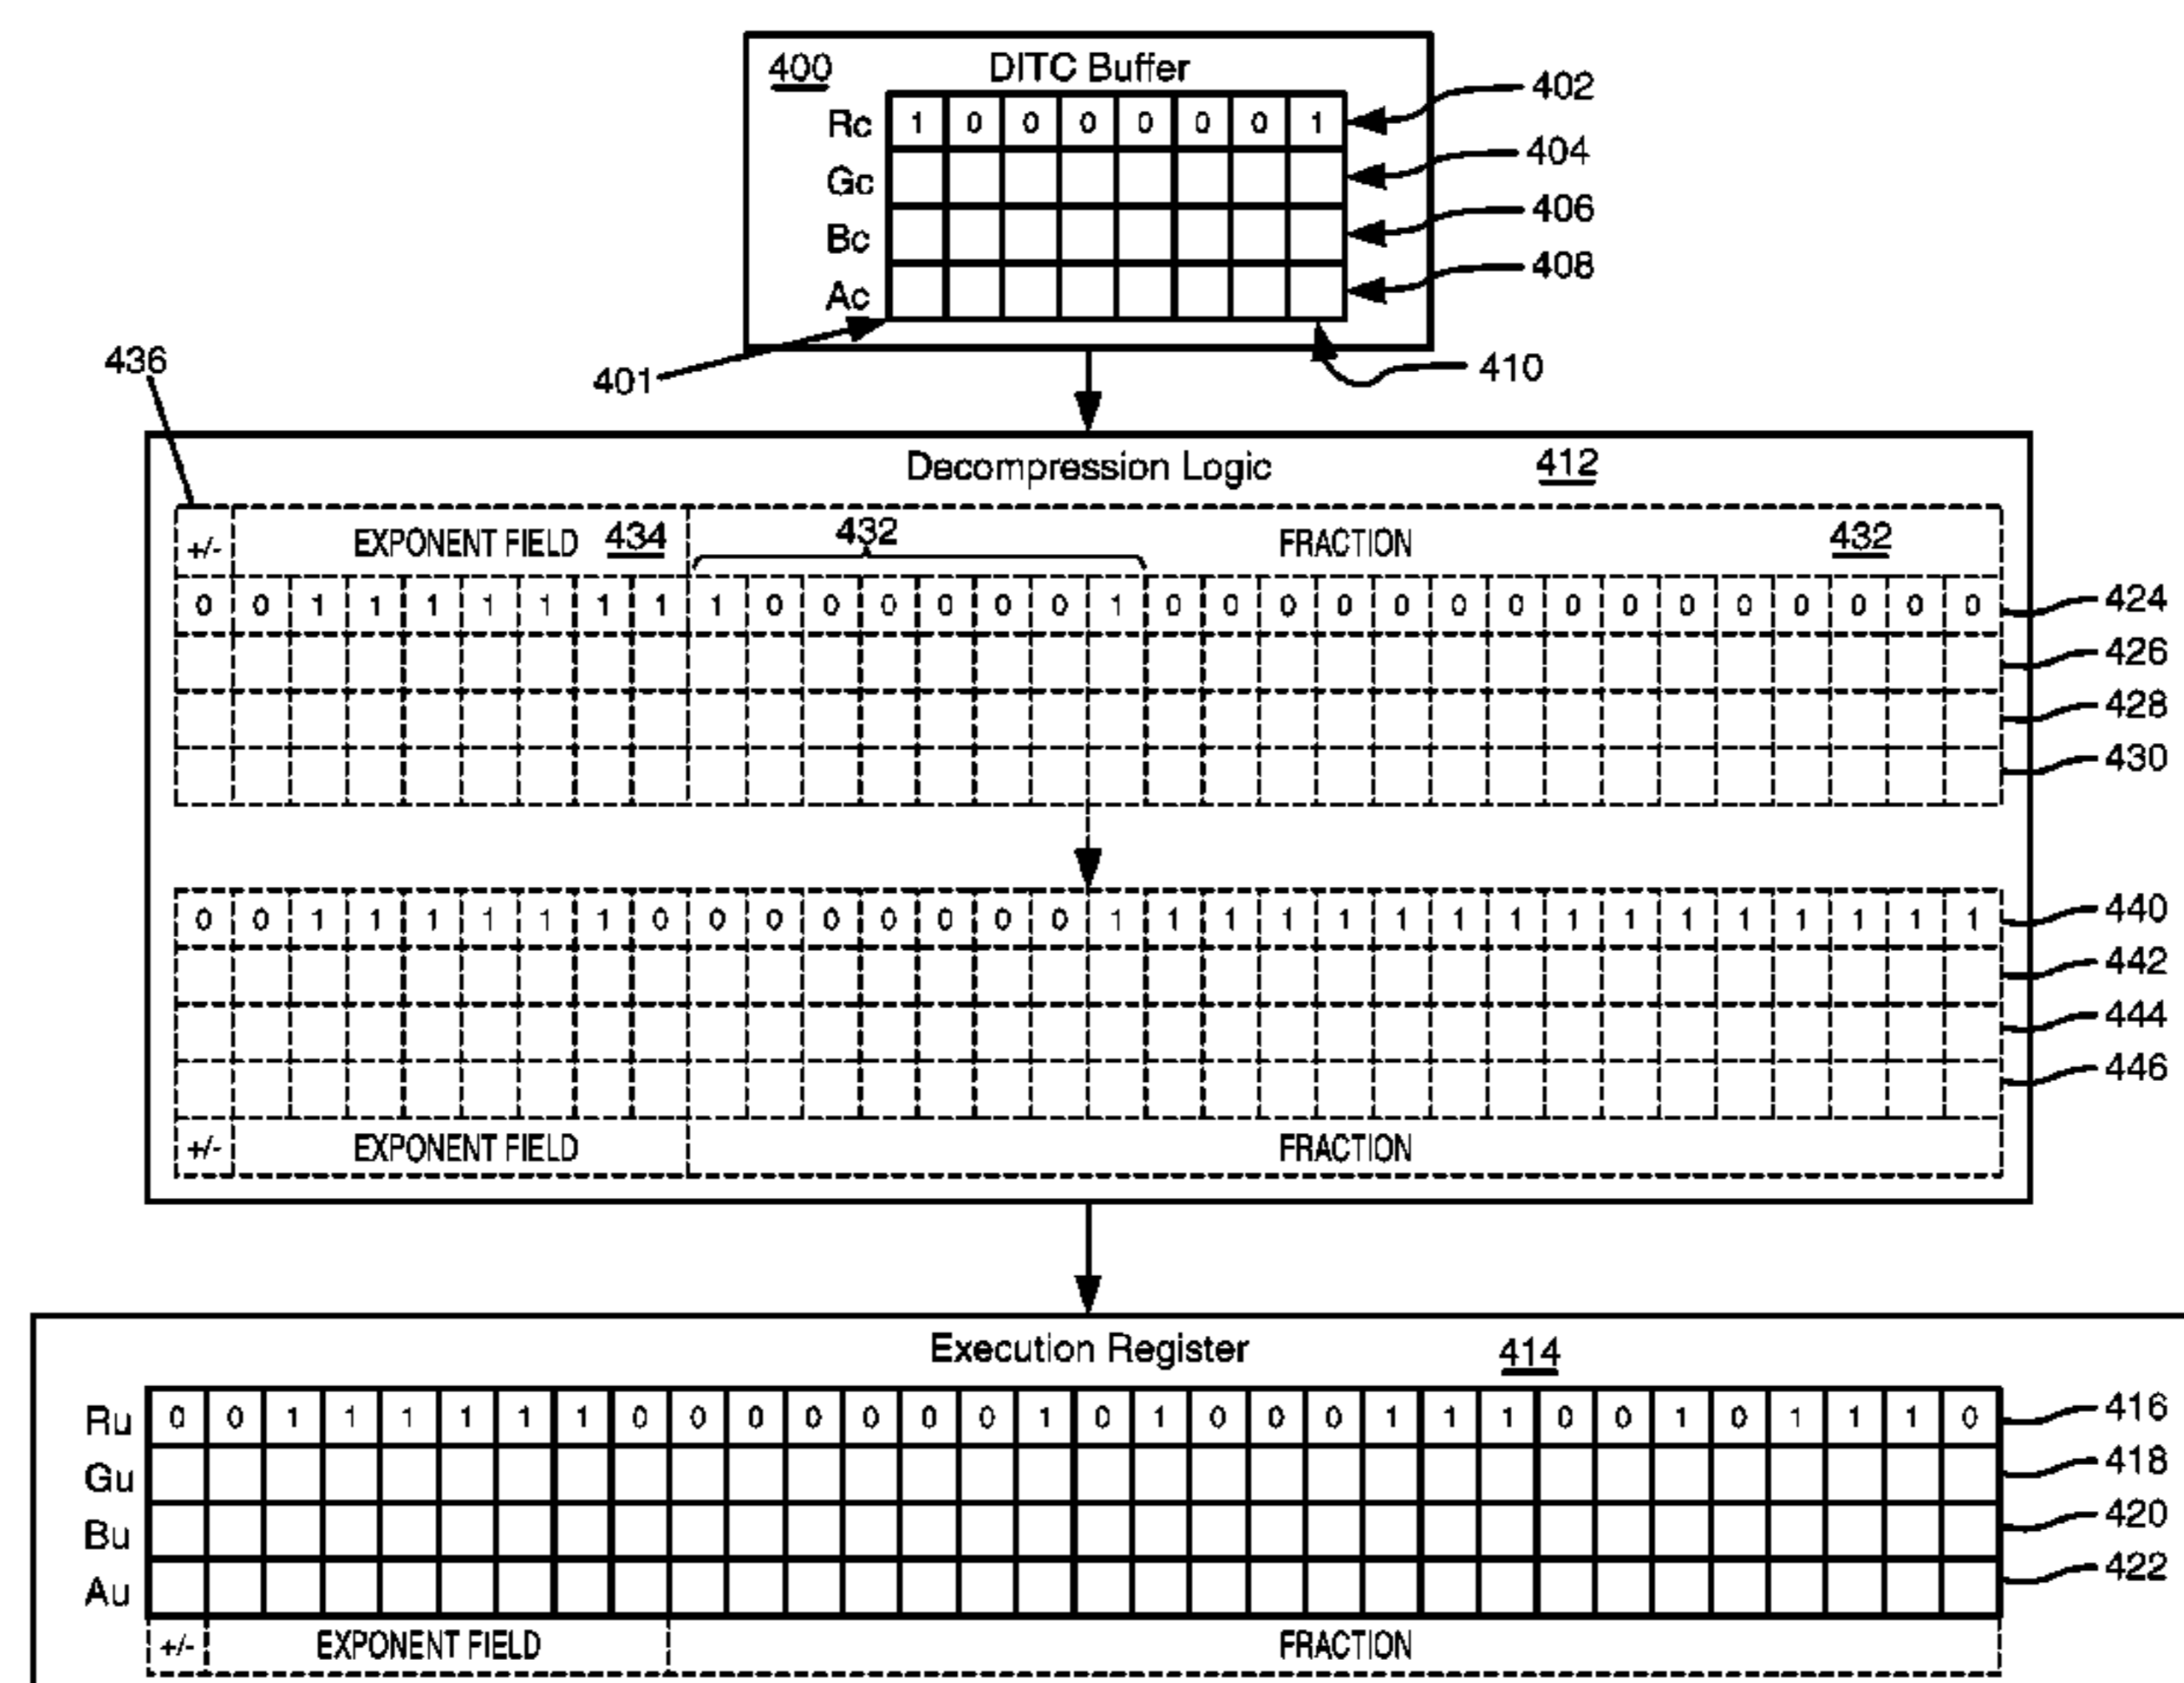 400 DITC Buffer
Rc 1 0 0 0 0 0 0 1 402
Gc 404
Bc 406
Ac 408
436
401
410
Decompression Logic 412
+/- EXPONENT FIELD 434 432 FRACTION 432
0 0 1 1 1 1 1 1 1 1 0 0 0 0 0 0 1 0 0 0 0 0 0 0 0 0 0 0 0 0 0 0 424
426
428
430
0 0 1 1 1 1 1 1 0 0 0 0 0 0 0 0 1 1 1 1 1 1 1 1 1 1 1 1 1 1 1 1 440
442
444
446
+/- EXPONENT FIELD FRACTION
Execution Register 414
Ru 0 0 1 1 1 1 1 1 0 0 0 0 0 0 0 1 0 1 0 0 0 1 1 1 0 0 1 0 1 1 1 0 416
Gu 418
Bu 420
Au 422
+/- EXPONENT FIELD FRACTION